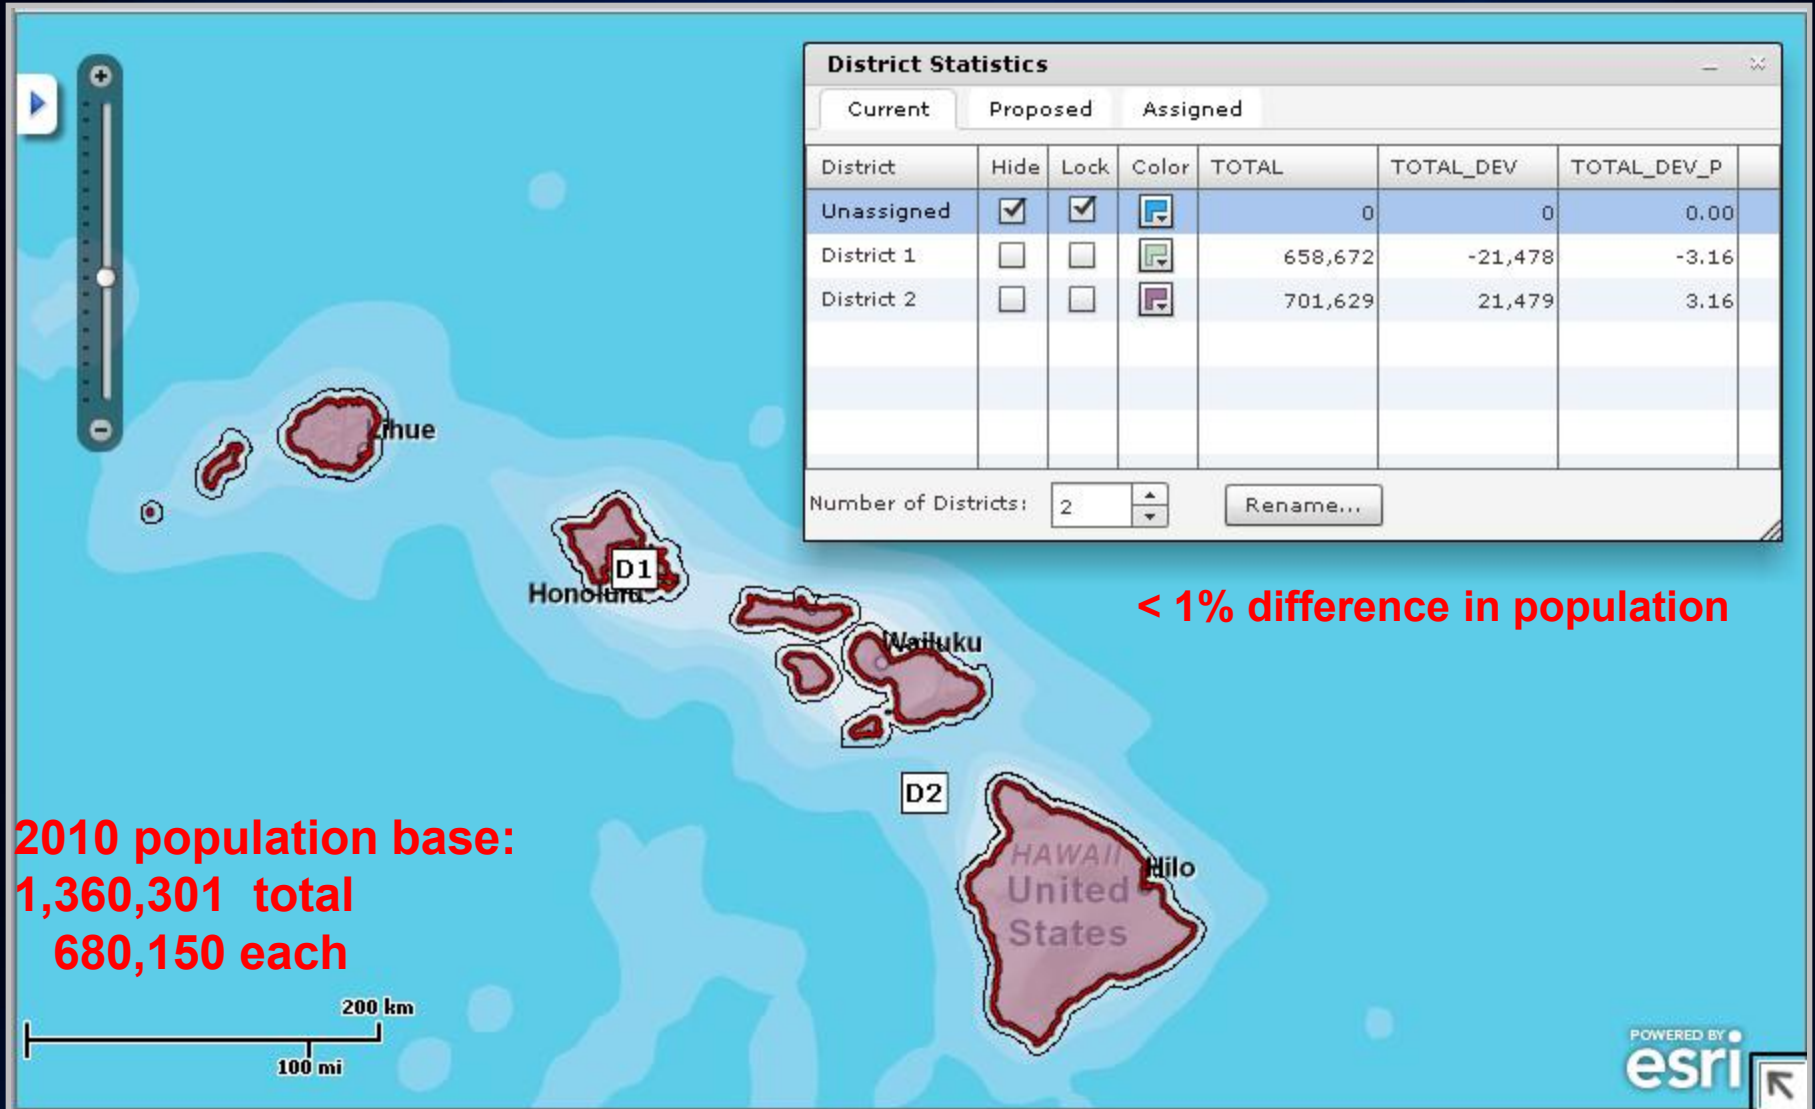 District Statistics
Current Proposed Assigned
District Hide Lock Color TOTAL TOTAL_DEV TOTAL_DEV_P
Unassigned 0 0 0.00
District 1 658,672 -21,478 -3.16
District 2 701,629 21,479 3.16
Number of Districts: 2 Rename...
Lihue
D1
Honolulu
< 1% difference in population
Wailuku
D2
2010 population base:
1,360,301 total
680,150 each
HAWAII
Hilo
United
States
200 km
100 mi
POWERED BY
esri